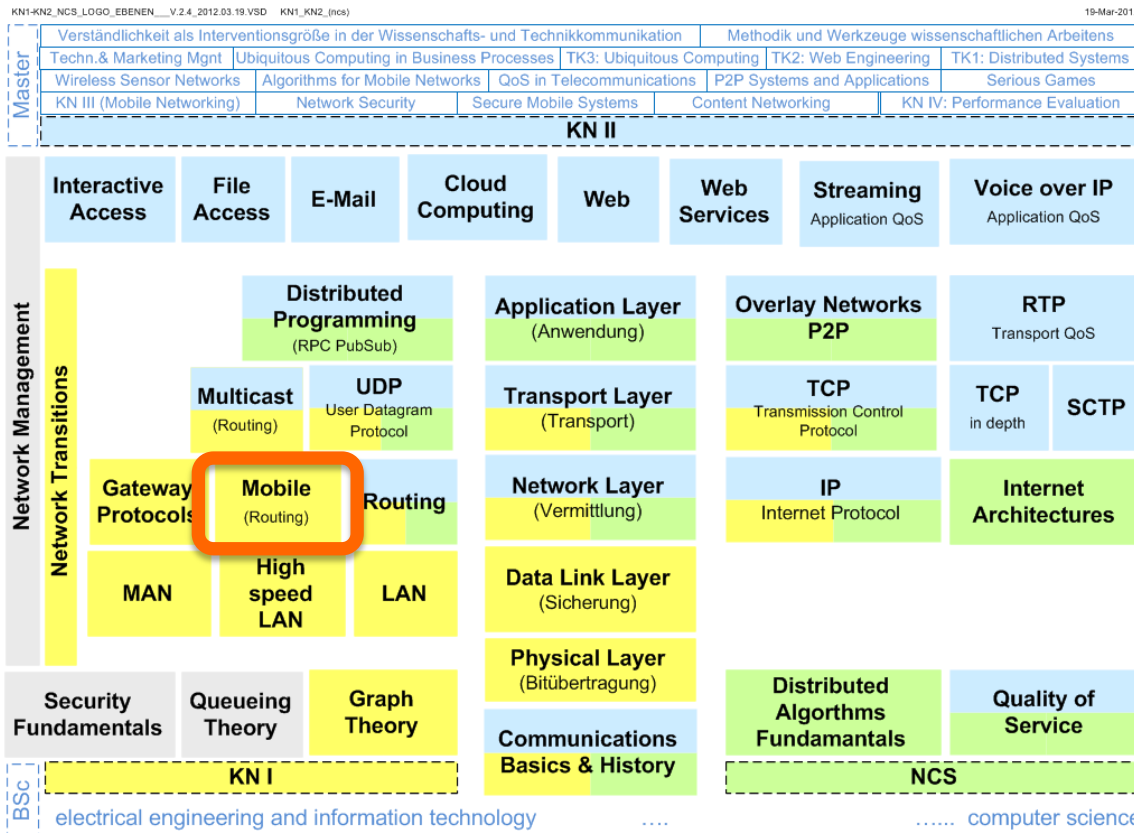 KN1-KN2_NCS_LOGO_EBENEN___V.2.4_2012.03.19.VSD KN1_KN2_(ncs)
19-Mar-201
Master
Verständlichkeit als Interventionsgröße in der Wissenschafts- und Technikkommunikation
Methodik und Werkzeuge wissenschaftlichen Arbeitens
Techn.& Marketing Mgnt
Ubiquitous Computing in Business Processes
TK3: Ubiquitous Computing
TK2: Web Engineering
TK1: Distributed Systems
Wireless Sensor Networks
Algorithms for Mobile Networks
QoS in Telecommunications
P2P Systems and Applications
Serious Games
KN III (Mobile Networking)
Network Security
Secure Mobile Systems
Content Networking
KN IV: Performance Evaluation
KN II
Network Management
Interactive
Access
File
Access
E-Mail
Cloud
Computing
Web
Web
Services
Streaming
Application QoS
Voice over IP
Application QoS
Network Transitions
Distributed
Programming
(RPC PubSub)
Application Layer
(Anwendung)
Overlay Networks
P2P
RTP
Transport QoS
Multicast
(Routing)
UDP
User Datagram
Protocol
Transport Layer
(Transport)
TCP
Transmission Control
Protocol
TCP
in depth
SCTP
Gateway
Protocols
Mobile
(Routing)
Routing
Network Layer
(Vermittlung)
IP
Internet Protocol
Internet
Architectures
MAN
High
speed
LAN
LAN
Data Link Layer
(Sicherung)
Physical Layer
(Bitübertragung)
Security
Fundamentals
Queueing
Theory
Graph
Theory
Communications
Basics & History
Distributed
Algorthms
Fundamantals
Quality of
Service
BSc
KN I
NCS
electrical engineering and information technology
....
...... computer science